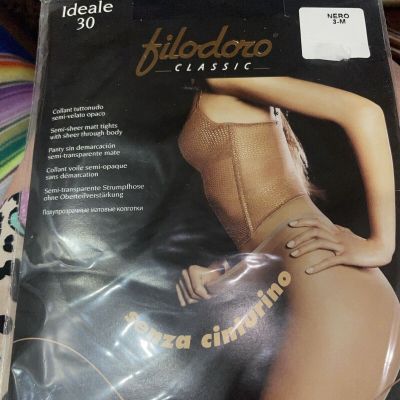 Ideale
30
filodoro®
CLASSIC
NERO
3-M
Collant tuttonudo
semi-velato opaco
Semi-sheer matt tights
with sheer through body
Panty sin demarcación
semi-transparente mate
Collant voile semi-opaque
sans démarcation
Semi-transparente Strumpfhose
ohne Oberteilverstärkung
Полупрозрачные матовые колготки
senza cinturino